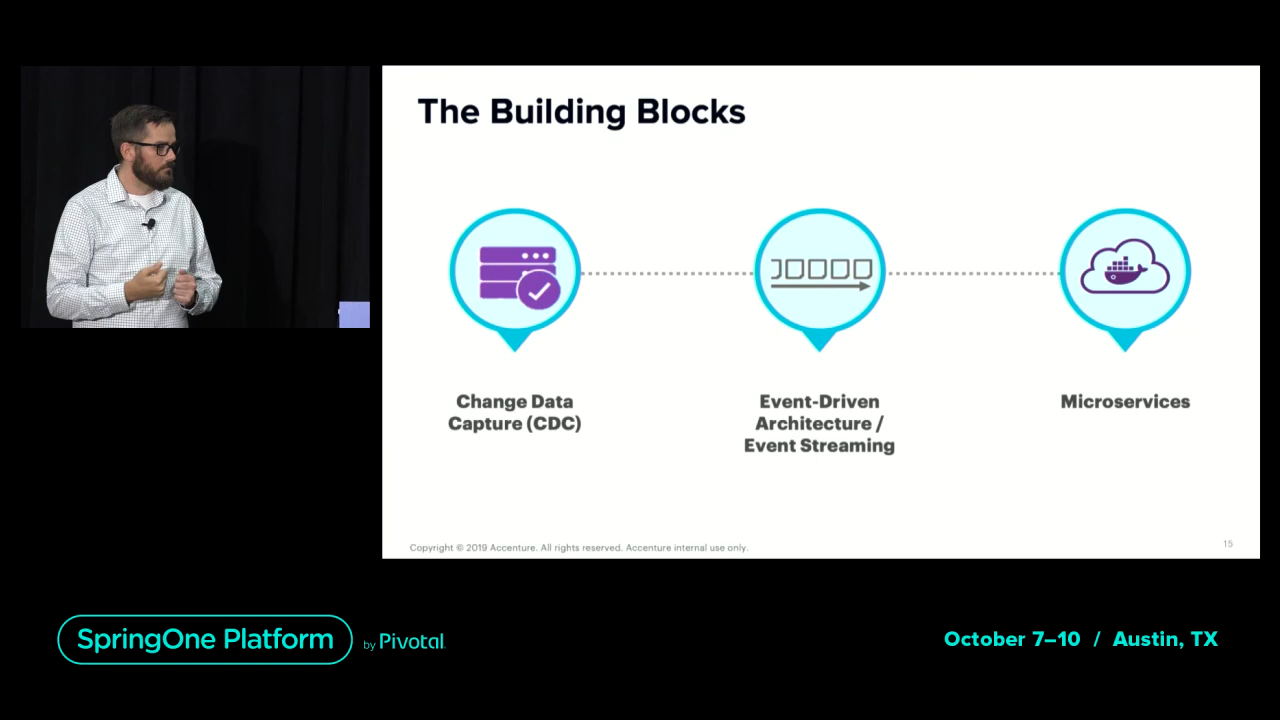 The Building Blocks
Change Data
Capture (CDC)
Event-Driven
Architecture /
Event Streaming
Microservices
Copyright © 2019 Accenture. All rights reserved. Accenture internal use only.
15
SpringOne Platform
by Pivotal
October 7–10 / Austin, TX